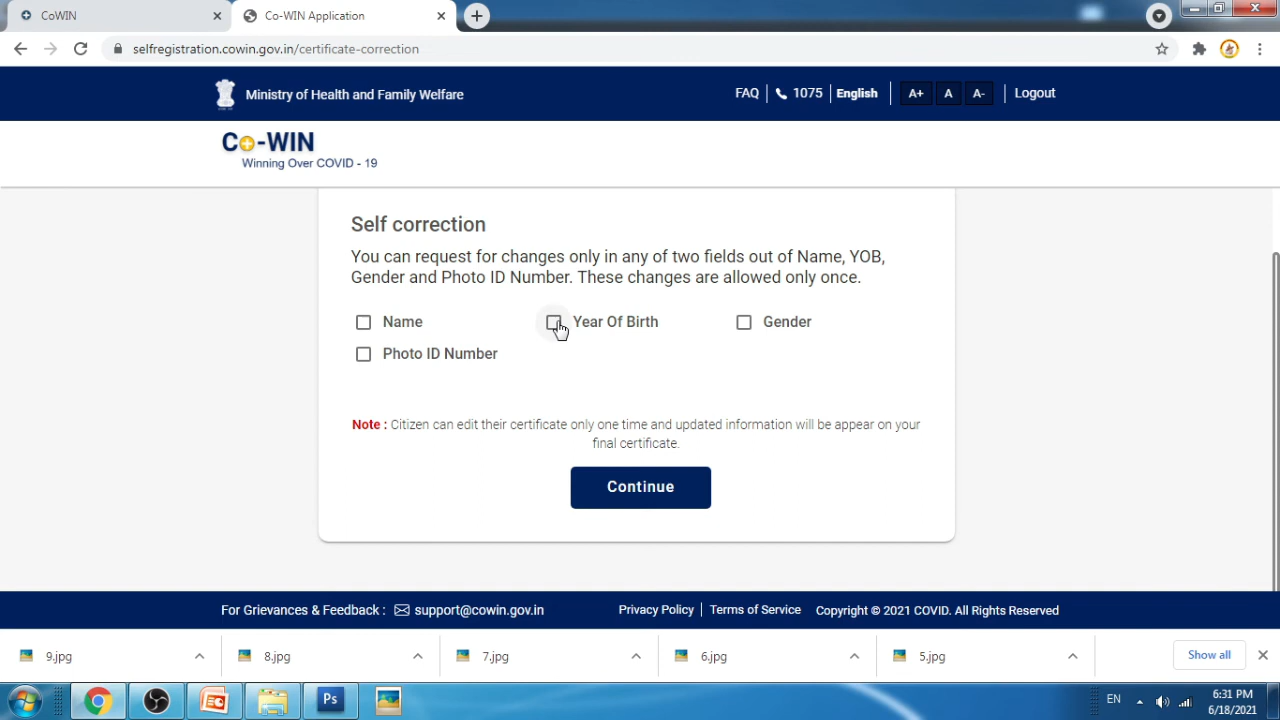 CoWIN
Co-WIN Application
selfregistration.cowin.gov.in/certificate-correction
Ministry of Health and Family Welfare
FAQ 1075 English A+ A A- Logout
Co-WIN
Winning Over COVID - 19
Self correction
You can request for changes only in any of two fields out of Name, YOB,
Gender and Photo ID Number. These changes are allowed only once.
Name Year Of Birth Gender
Photo ID Number
Note : Citizen can edit their certificate only one time and updated information will be appear on your
final certificate.
Continue
For Grievances & Feedback : support@cowin.gov.in Privacy Policy Terms of Service Copyright © 2021 COVID. All Rights Reserved
9.jpg 8.jpg 7.jpg 6.jpg 5.jpg Show all
Ps EN 6:31 PM
6/18/2021